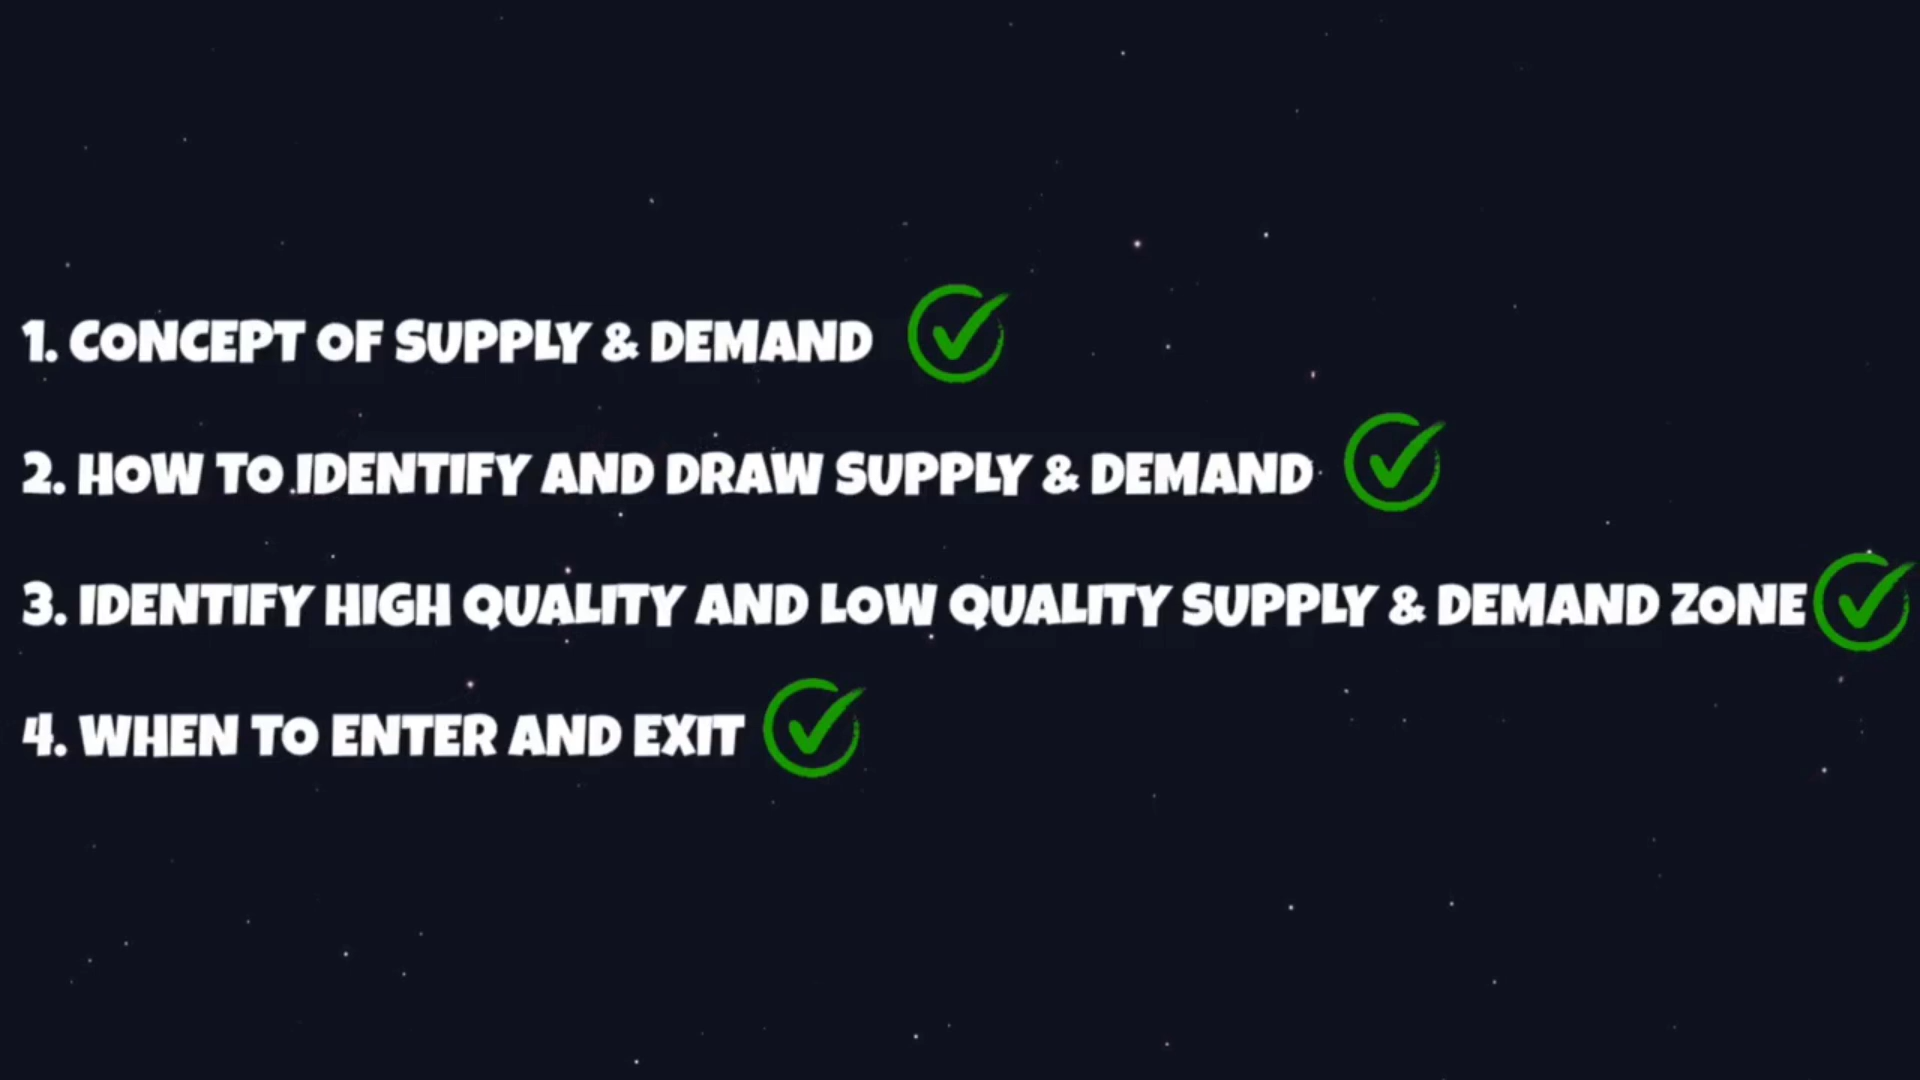 1. CONCEPT OF SUPPLY & DEMAND
2. HOW TO IDENTIFY AND DRAW SUPPLY & DEMAND
3. IDENTIFY HIGH QUALITY AND LOW QUALITY SUPPLY & DEMAND ZONE
4. WHEN TO ENTER AND EXIT